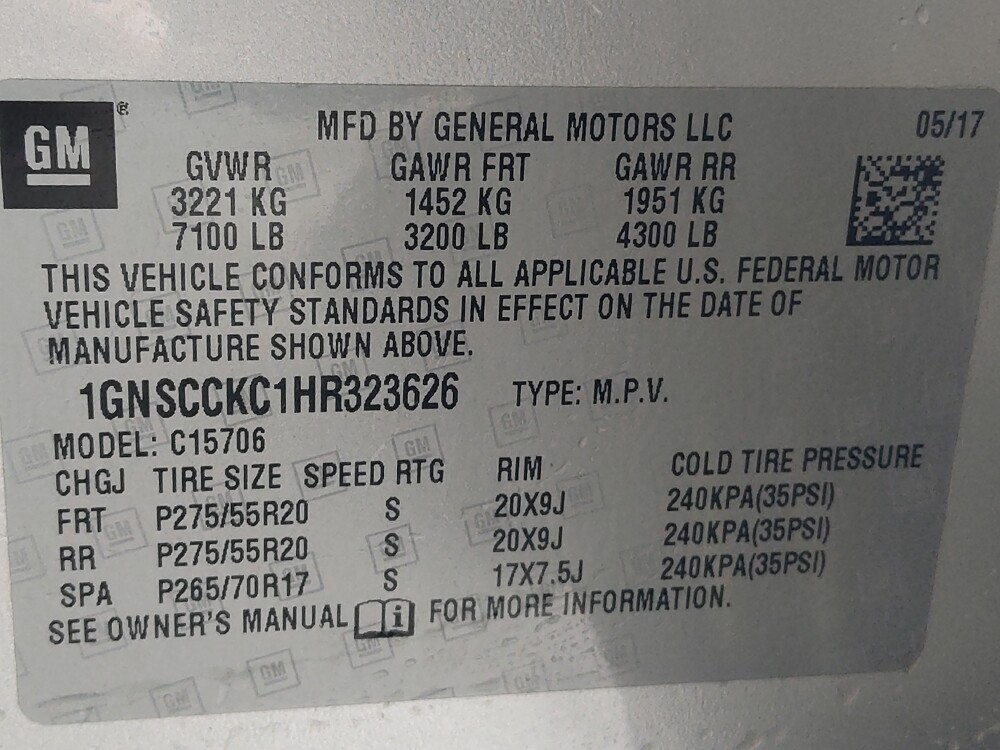 GM ®
MFD BY GENERAL MOTORS LLC 05/17
GVWR GAWR FRT GAWR RR
3221 KG 1452 KG 1951 KG
7100 LB 3200 LB 4300 LB
THIS VEHICLE CONFORMS TO ALL APPLICABLE U.S. FEDERAL MOTOR
VEHICLE SAFETY STANDARDS IN EFFECT ON THE DATE OF
MANUFACTURE SHOWN ABOVE.
1GNSCCKC1HR323626 TYPE: M.P.V.
MODEL: C15706
CHGJ TIRE SIZE SPEED RTG RIM COLD TIRE PRESSURE
FRT P275/55R20 S 20X9J 240KPA(35PSI)
RR P275/55R20 S 20X9J 240KPA(35PSI)
SPA P265/70R17 S 17X7.5J 240KPA(35PSI)
SEE OWNER'S MANUAL i FOR MORE INFORMATION.